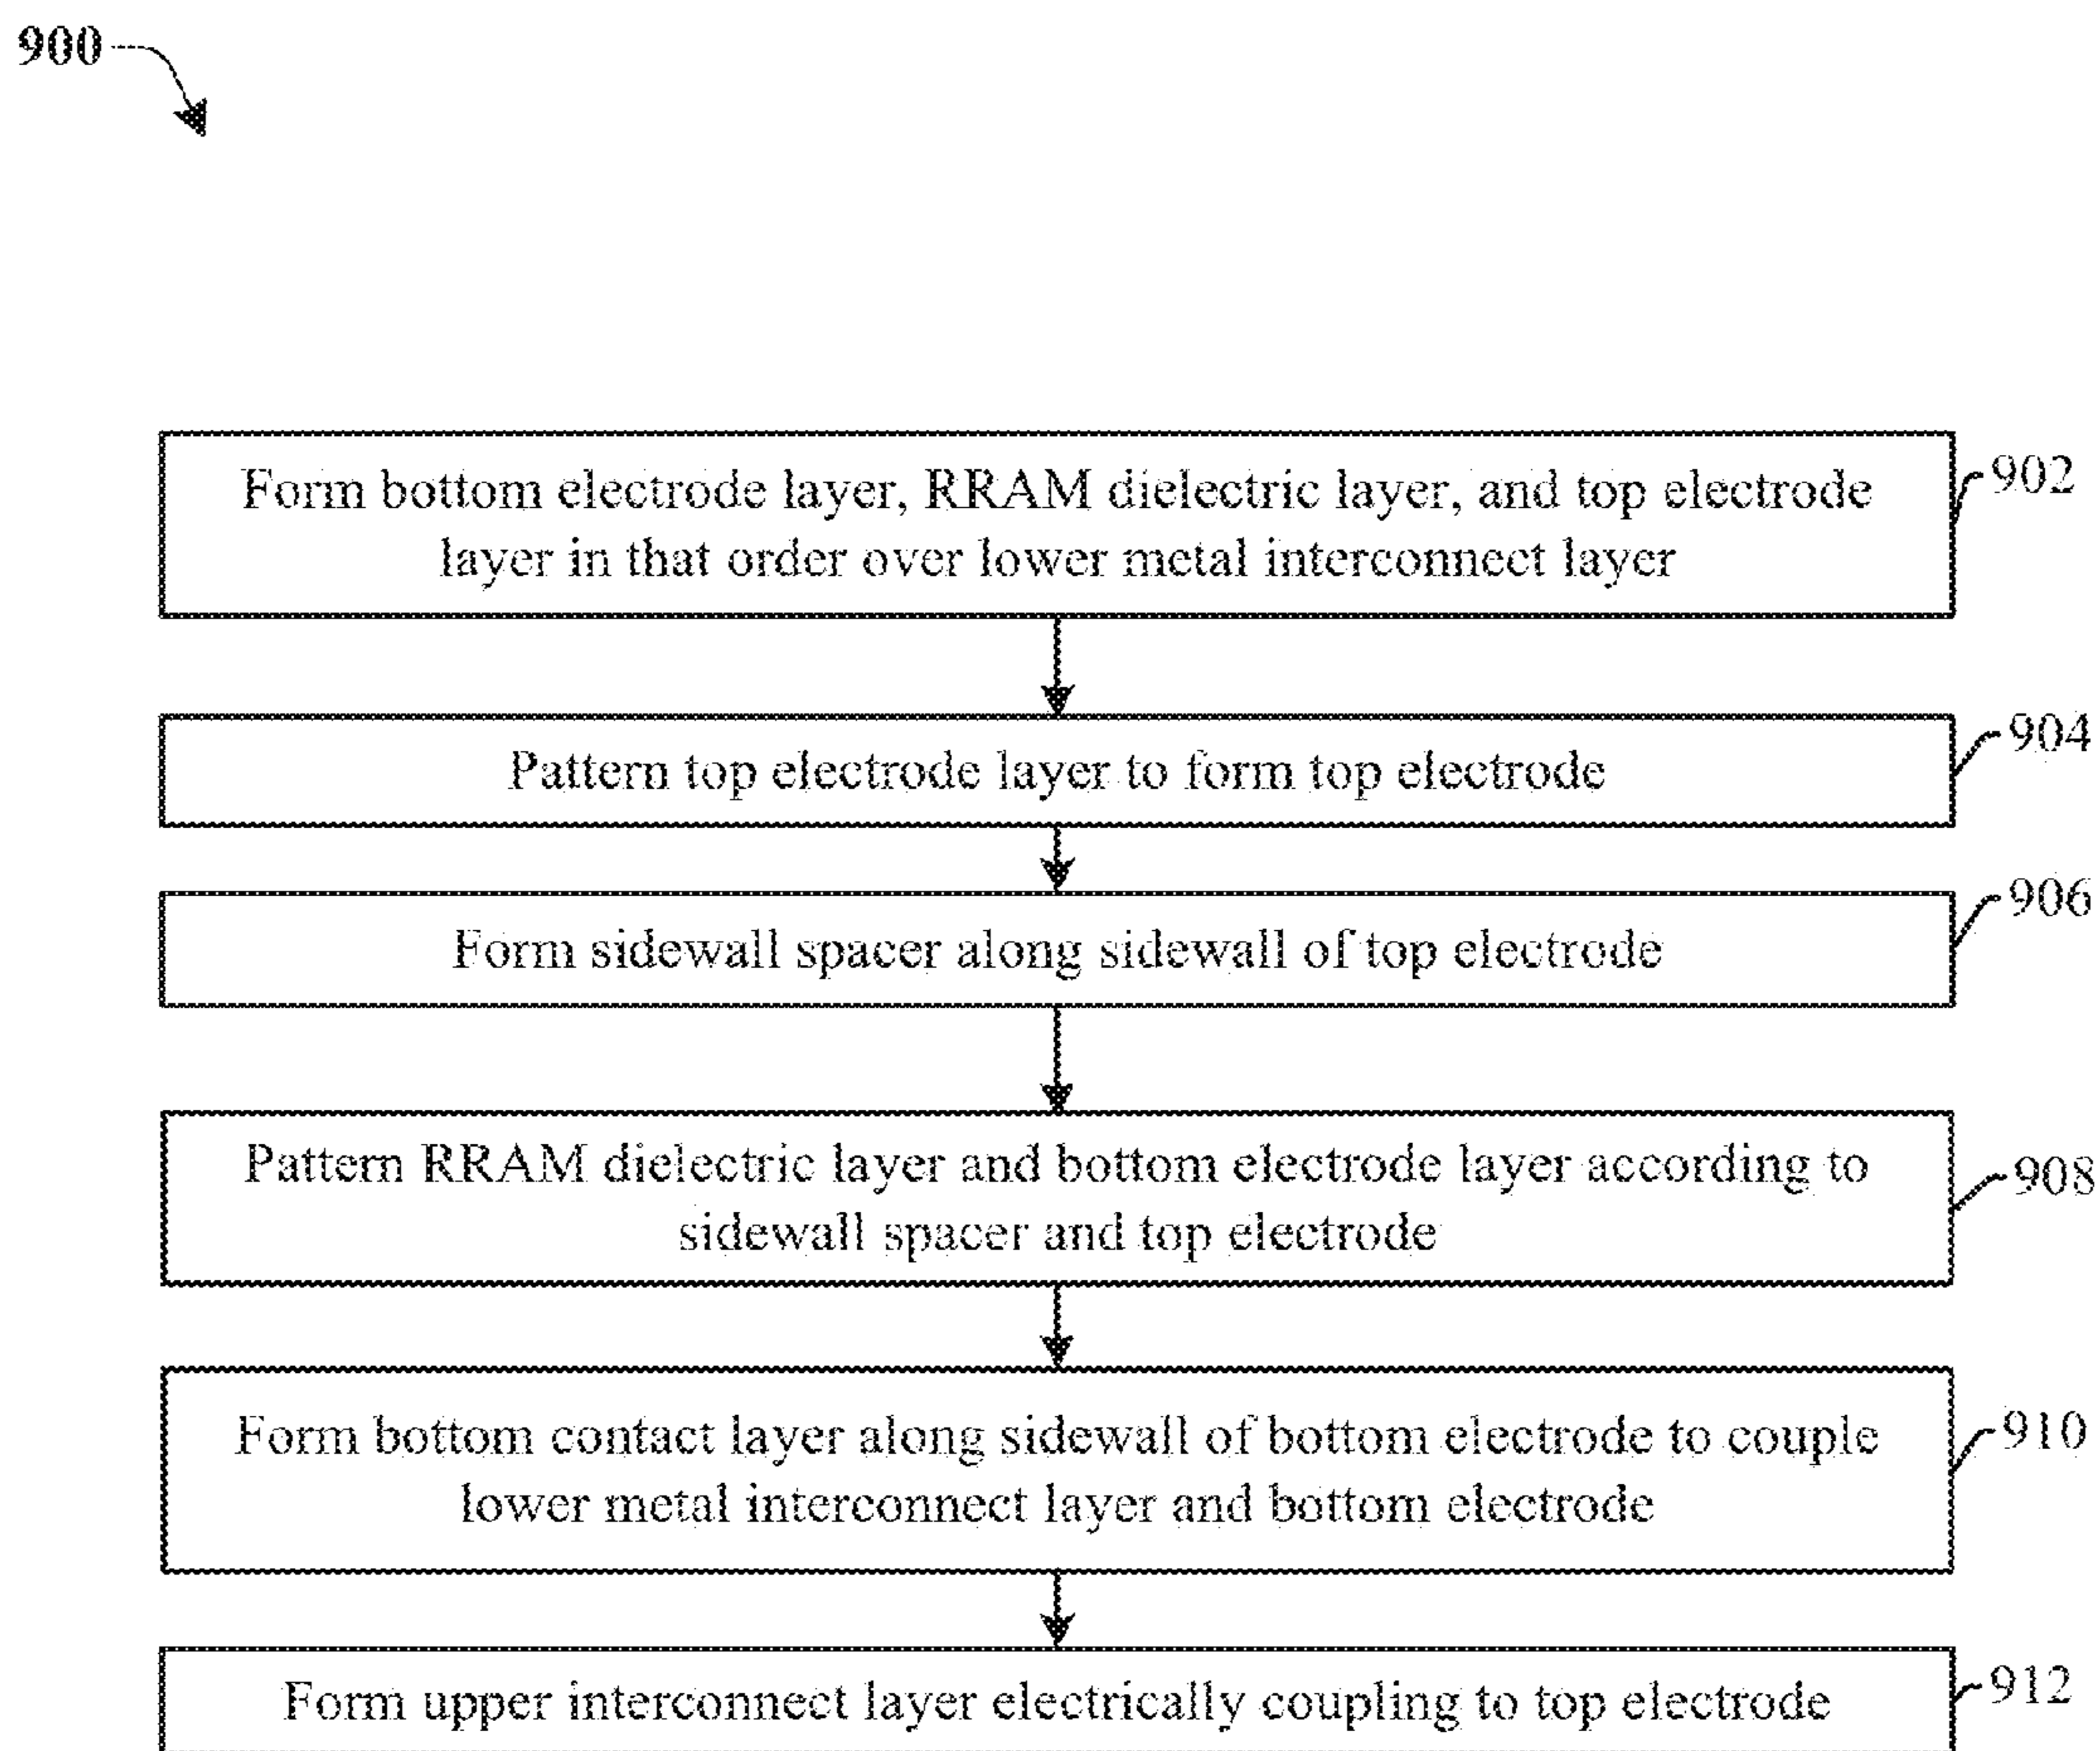 900
Form bottom electrode layer, RRAM dielectric layer, and top electrode
layer in that order over lower metal interconnect layer
902
Pattern top electrode layer to form top electrode
904
Form sidewall spacer along sidewall of top electrode
906
Pattern RRAM dielectric layer and bottom electrode layer according to
sidewall spacer and top electrode
908
Form bottom contact layer along sidewall of bottom electrode to couple
lower metal interconnect layer and bottom electrode
910
Form upper interconnect layer electrically coupling to top electrode
912